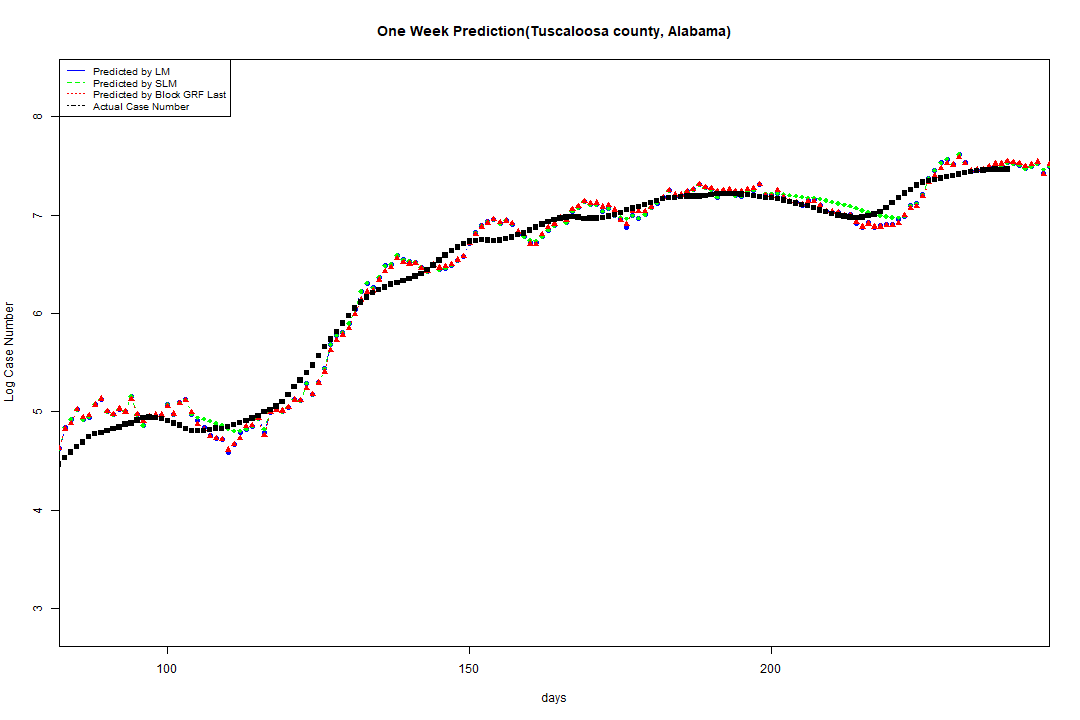 One Week Prediction(Tuscaloosa county, Alabama)
Predicted by LM
Predicted by SLM
Predicted by Block GRF Last
Actual Case Number
8
7
6
5
4
3
Log Case Number
100 150 200
days